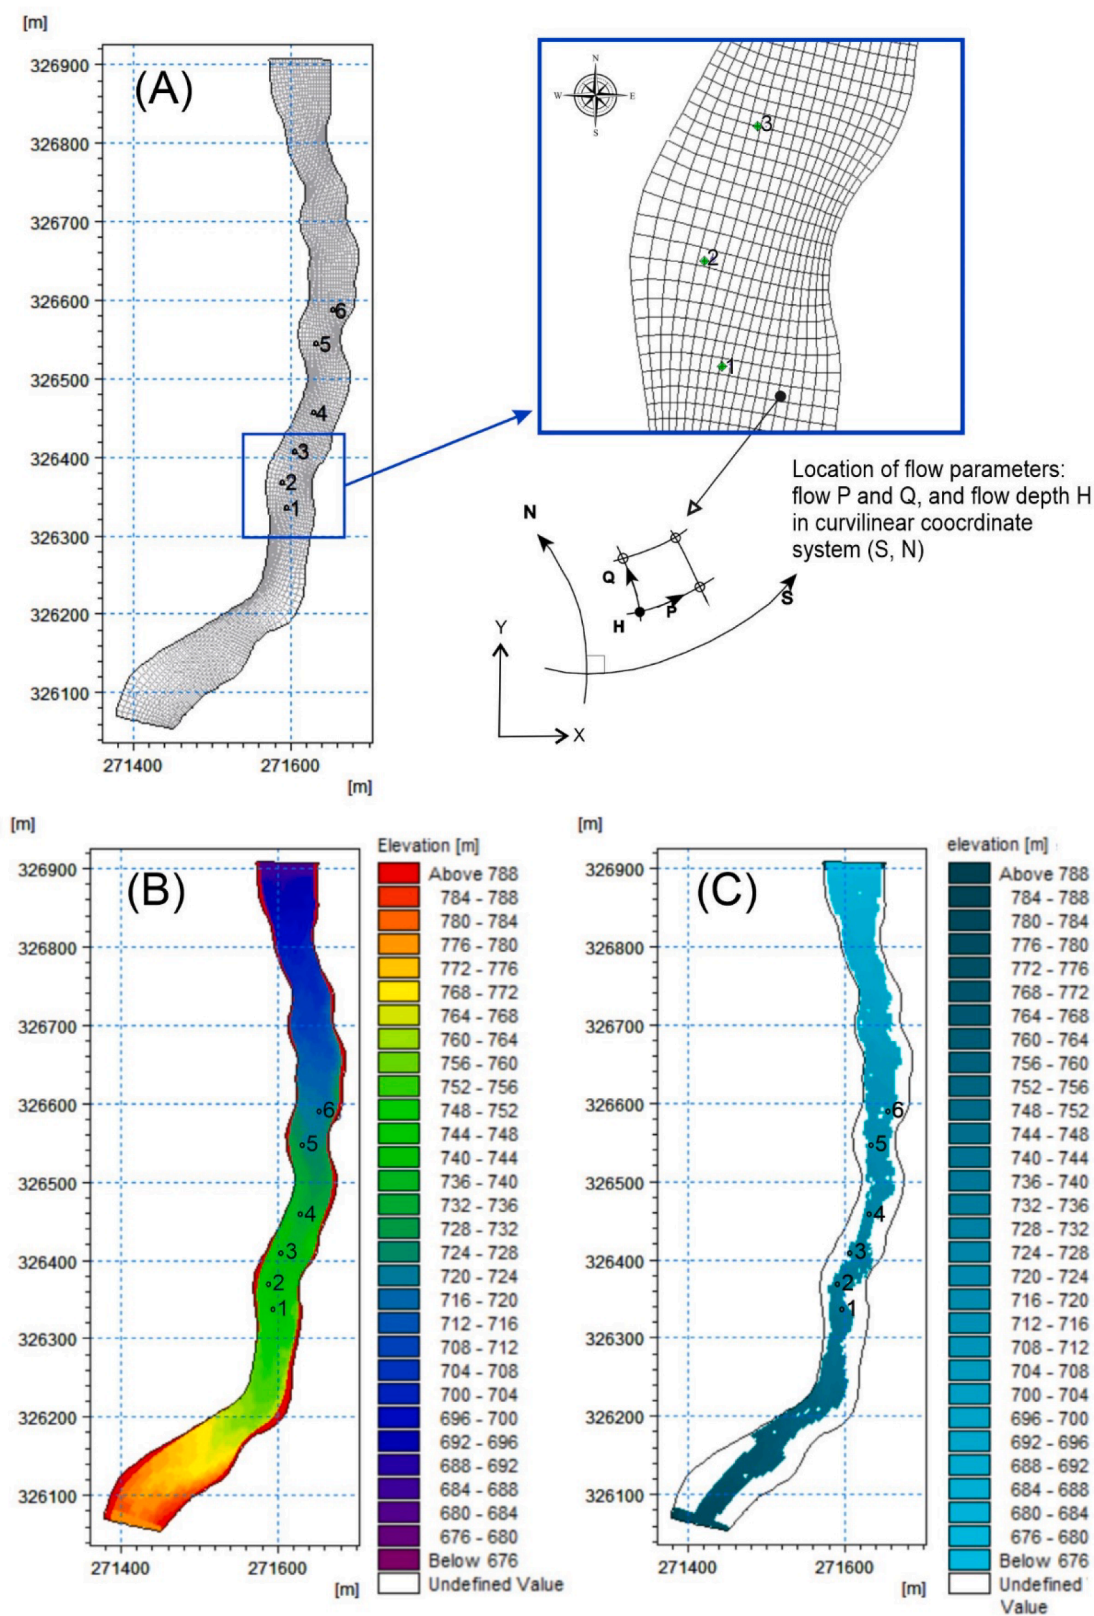 [m]
(A)
326900
326800
326700
326600
326500
326400
326300
326200
326100
6
5
4
3
2
1
271400
271600
[m]
N
W
E
S
3
2
1
Location of flow parameters:
flow P and Q, and flow depth H
in curvilinear coocrdinate
system (S, N)
N
Q
P
H
S
Y
X
[m]
(B)
326900
326800
326700
326600
326500
326400
326300
326200
326100
6
5
4
3
2
1
271400
271600
[m]
Elevation [m]
Above 788
784 - 788
780 - 784
776 - 780
772 - 776
768 - 772
764 - 768
760 - 764
756 - 760
752 - 756
748 - 752
744 - 748
740 - 744
736 - 740
732 - 736
728 - 732
724 - 728
720 - 724
716 - 720
712 - 716
708 - 712
704 - 708
700 - 704
696 - 700
692 - 696
688 - 692
684 - 688
680 - 684
676 - 680
Below 676
Undefined Value
[m]
(C)
326900
326800
326700
326600
326500
326400
326300
326200
326100
6
5
4
3
2
1
271400
271600
[m]
elevation [m]
Above 788
784 - 788
780 - 784
776 - 780
772 - 776
768 - 772
764 - 768
760 - 764
756 - 760
752 - 756
748 - 752
744 - 748
740 - 744
736 - 740
732 - 736
728 - 732
724 - 728
720 - 724
716 - 720
712 - 716
708 - 712
704 - 708
700 - 704
696 - 700
692 - 696
688 - 692
684 - 688
680 - 684
676 - 680
Below 676
Undefined
Value